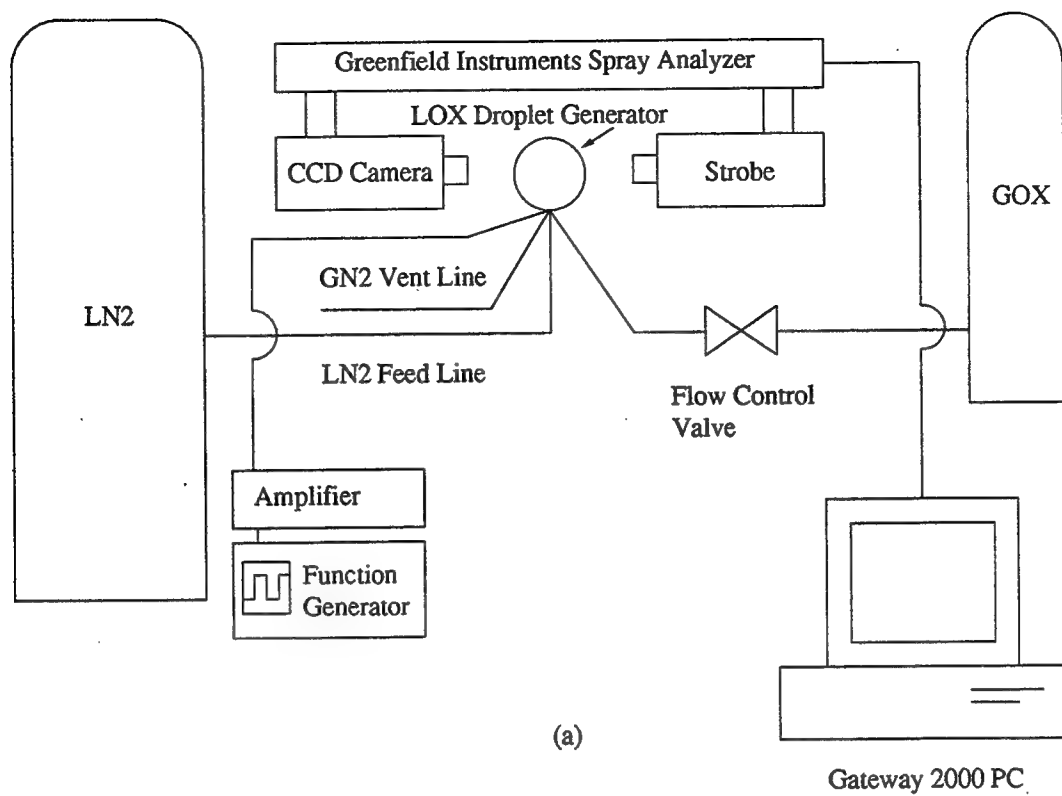 Greenfield Instruments Spray Analyzer
LOX Droplet Generator
CCD Camera
Strobe
GOX
GN2 Vent Line
LN2
LN2 Feed Line
Flow Control
Valve
Amplifier
Function
Generator
(a)
Gateway 2000 PC